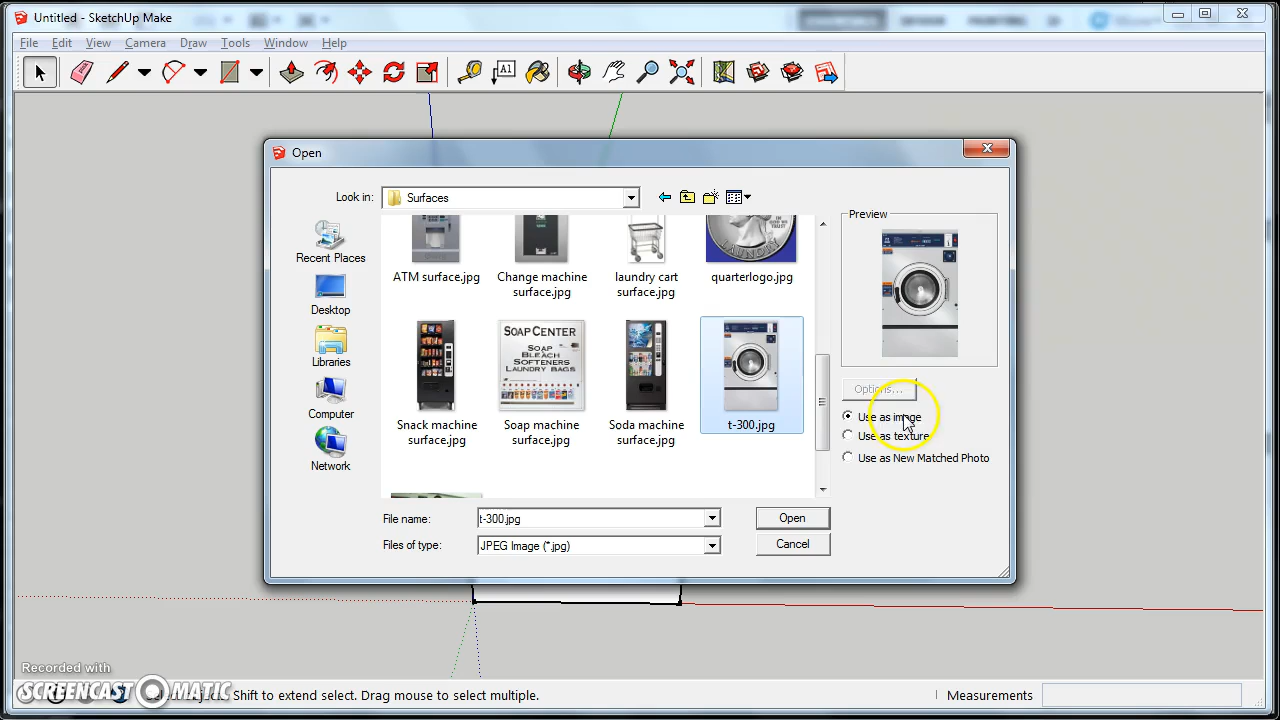 Untitled - SketchUp Make
File Edit View Camera Draw Tools Window Help
A1
Open
Look in: Surfaces
Recent Places
Desktop
Libraries
Computer
Network
ATM surface.jpg
Change machine
surface.jpg
laundry cart
surface.jpg
LAUNDRY
quarterlogo.jpg
SOAP CENTER
SOAP
BLEACH
SOFTENERS
LAUNDRY BAGS
Snack machine
surface.jpg
Soap machine
surface.jpg
Soda machine
surface.jpg
t-300.jpg
Preview
Options...
Use as image
Use as texture
Use as New Matched Photo
File name: t-300.jpg
Open
Files of type: JPEG Image (*.jpg)
Cancel
Recorded with
SCREENCAST MATIC
Shift to extend select. Drag mouse to select multiple.
Measurements